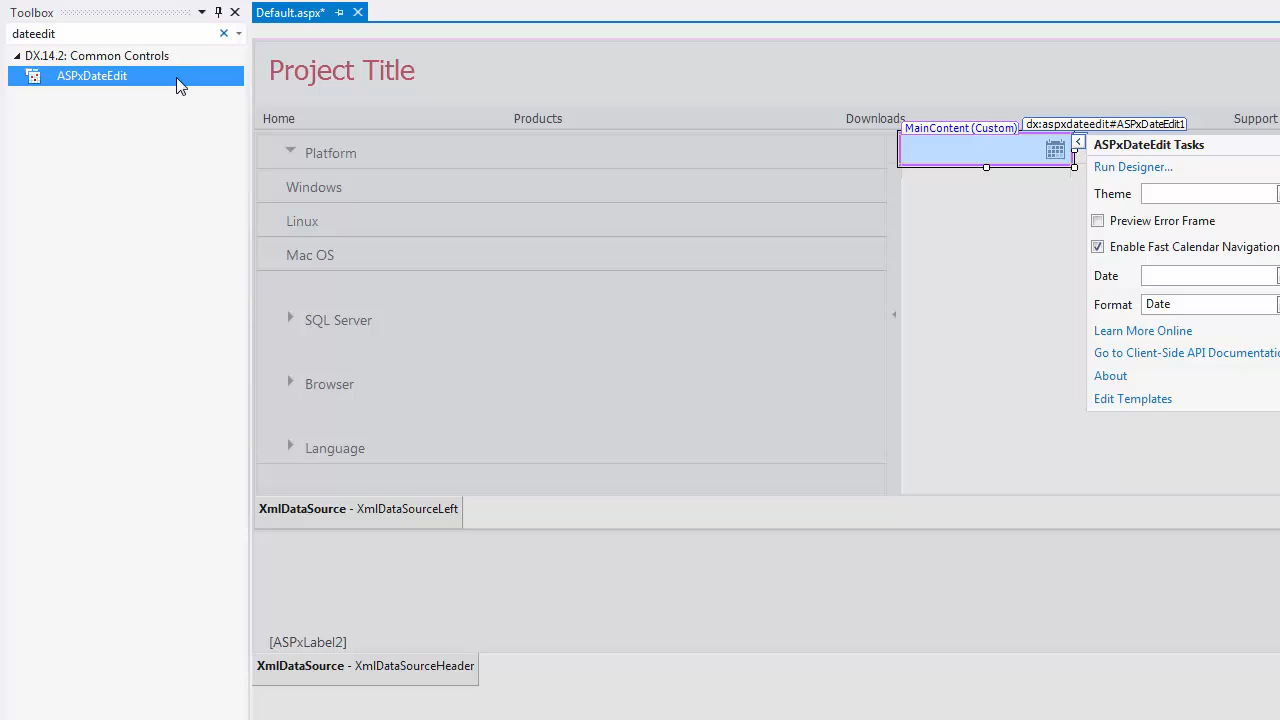 Toolbox
dateedit
DX.14.2: Common Controls
ASPxDateEdit
Default.aspx*
Project Title
Home Products Downloads Support
MainContent (Custom)
dx:aspxdateedit#ASPxDateEdit1
Platform
Windows
Linux
Mac OS
SQL Server
Browser
Language
ASPxDateEdit Tasks
Run Designer...
Theme
Preview Error Frame
Enable Fast Calendar Navigation
Date
Format Date
Learn More Online
Go to Client-Side API Documentatio
About
Edit Templates
XmlDataSource - XmlDataSourceLeft
[ASPxLabel2]
XmlDataSource - XmlDataSourceHeader